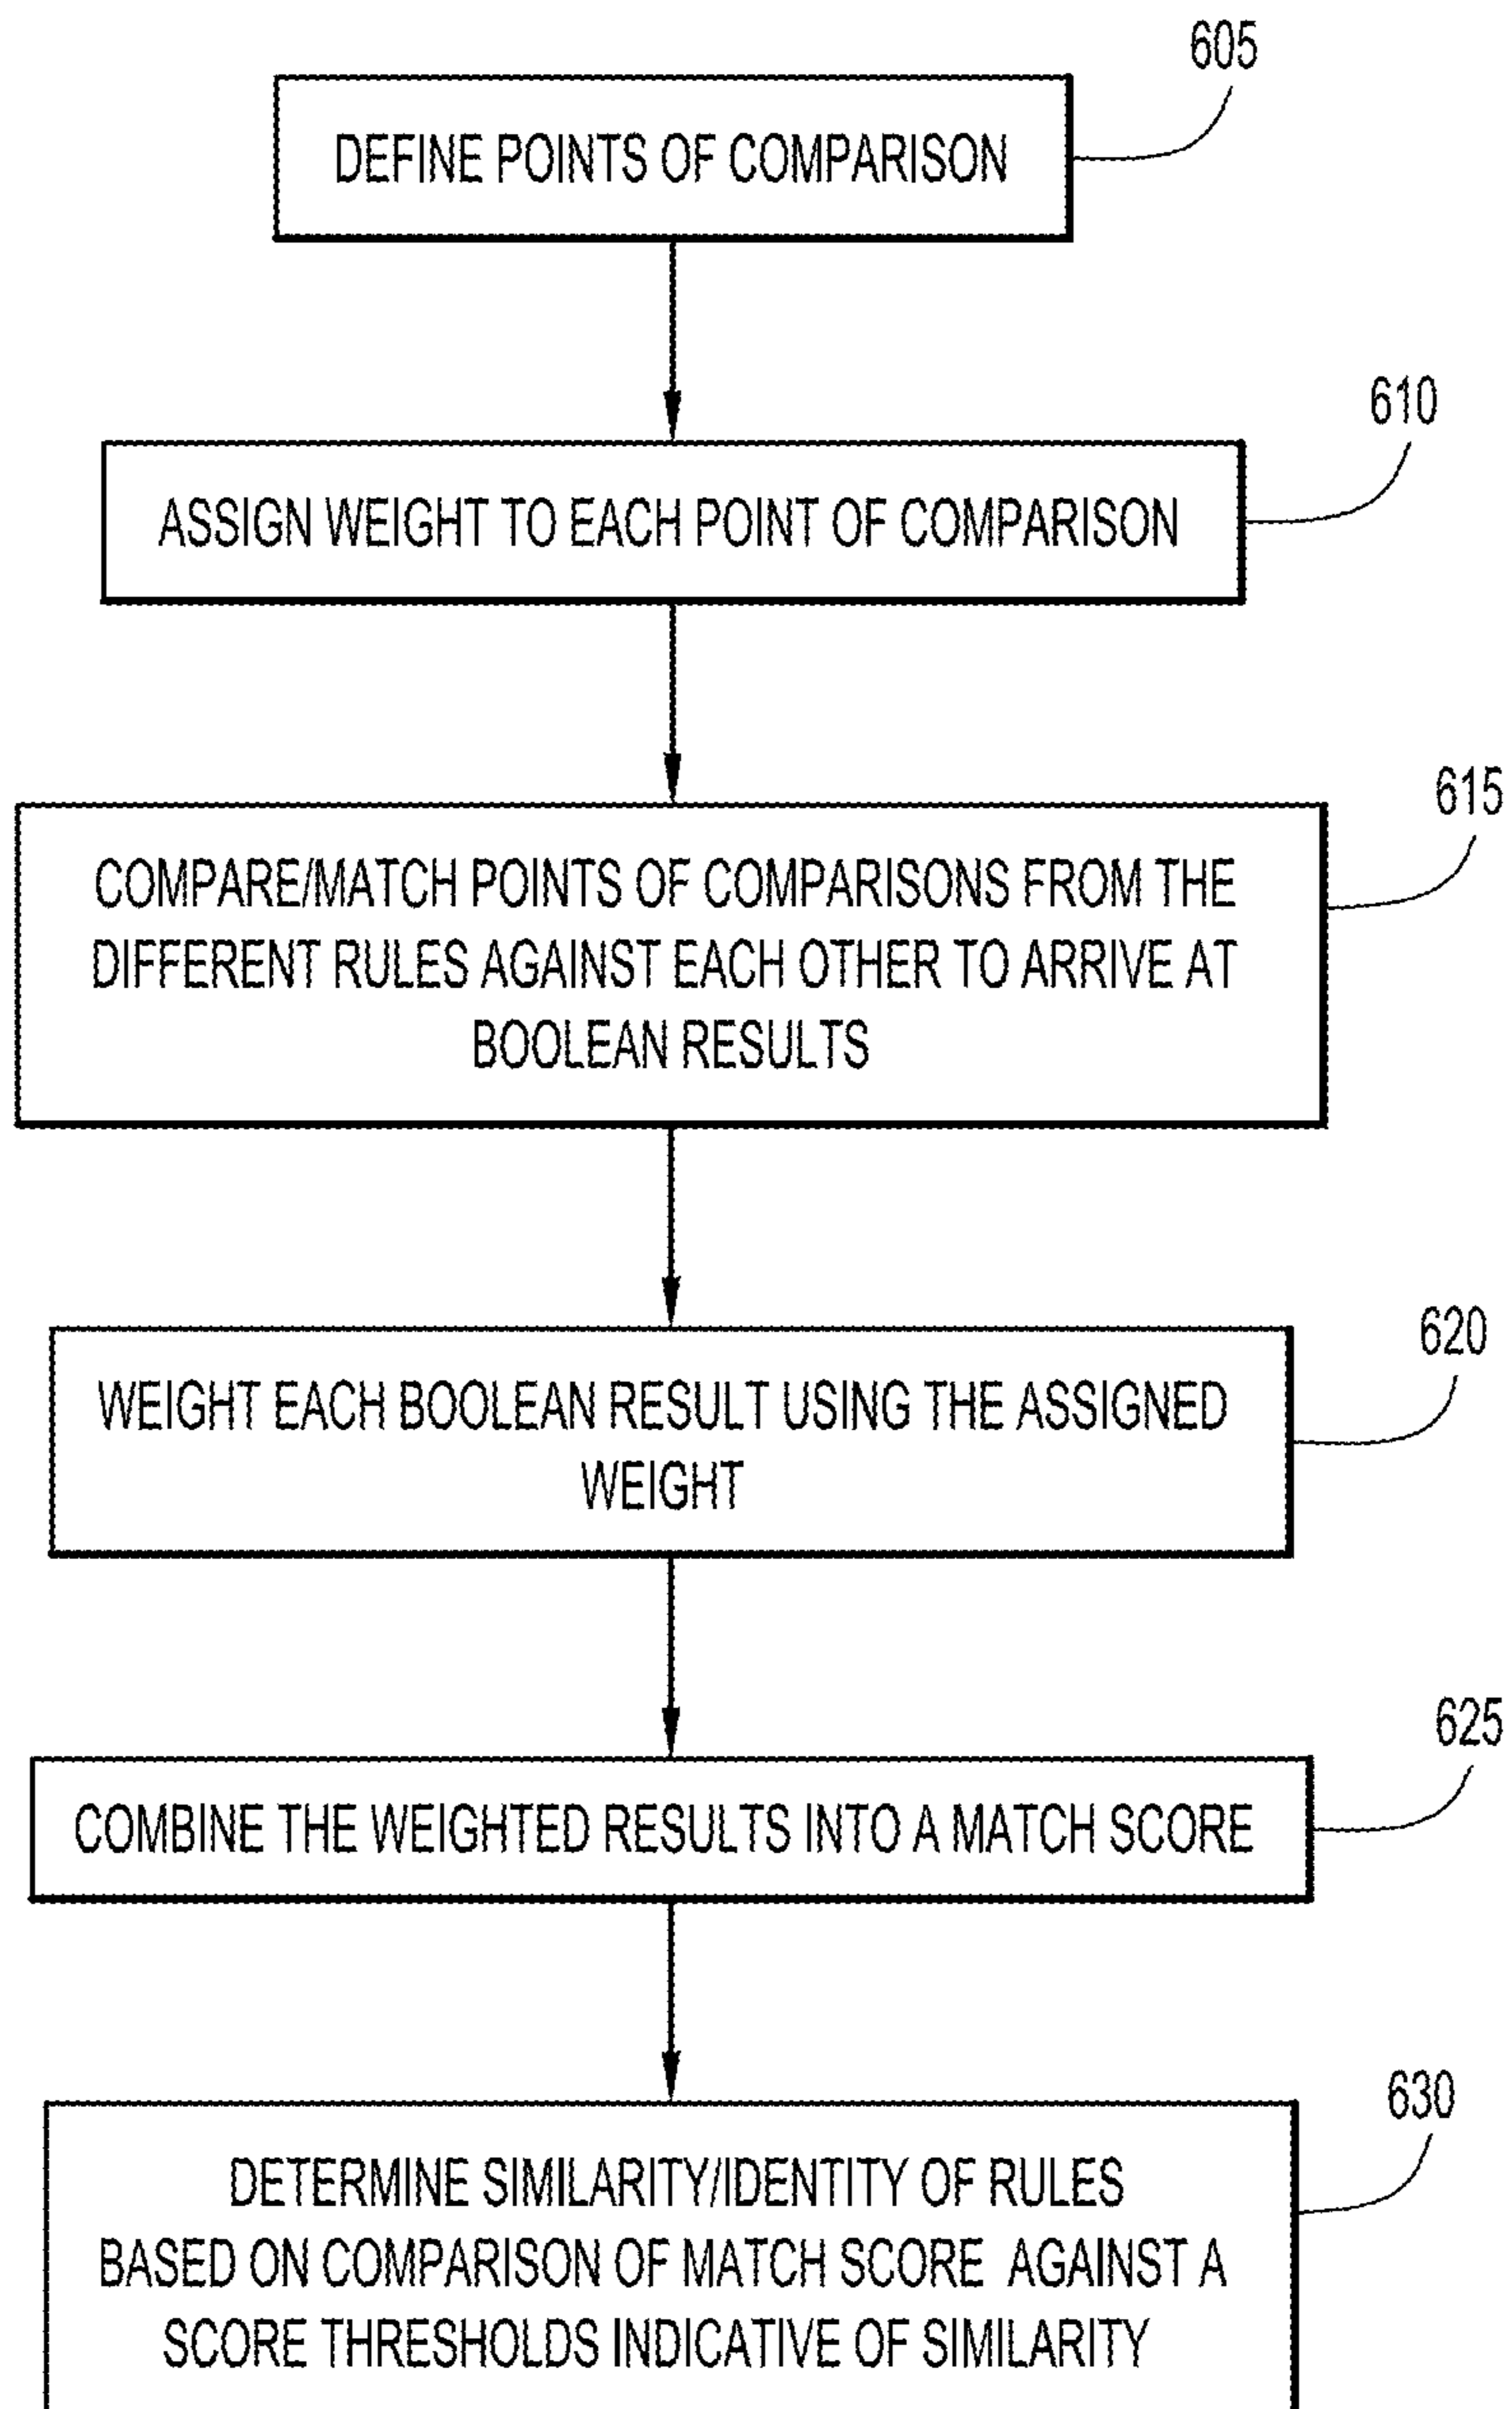 605
DEFINE POINTS OF COMPARISON
610
ASSIGN WEIGHT TO EACH POINT OF COMPARISON
615
COMPARE/MATCH POINTS OF COMPARISONS FROM THE
DIFFERENT RULES AGAINST EACH OTHER TO ARRIVE AT
BOOLEAN RESULTS
620
WEIGHT EACH BOOLEAN RESULT USING THE ASSIGNED
WEIGHT
625
COMBINE THE WEIGHTED RESULTS INTO A MATCH SCORE
630
DETERMINE SIMILARITY/IDENTITY OF RULES
BASED ON COMPARISON OF MATCH SCORE AGAINST A
SCORE THRESHOLDS INDICATIVE OF SIMILARITY